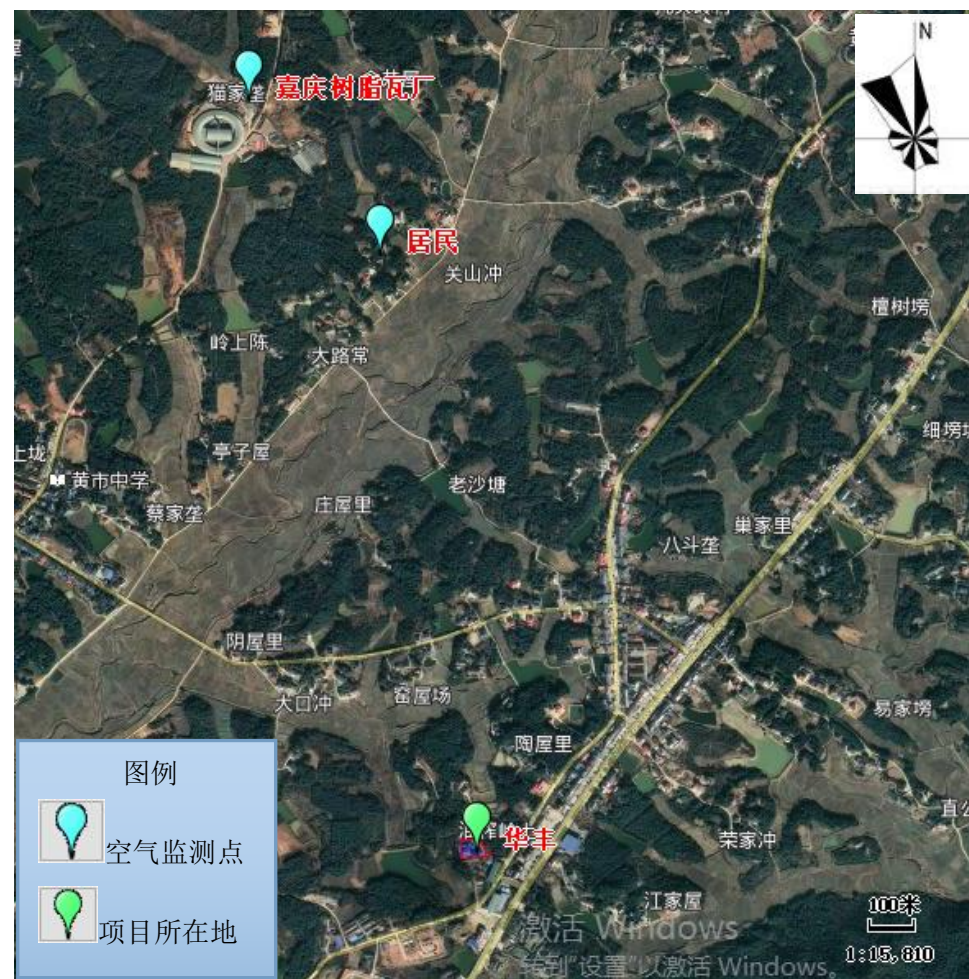 N
猫家垄
嘉庆树脂瓦厂
居民
关山冲
檀树塝
岭上陈
大路常
亭子屋
上垅
黄市中学
老沙塘
庄屋里
蔡家垄
巢家里
八斗垄
阴屋里
大口冲
窑屋场
易家塝
陶屋里
华丰
荣家冲
江家屋
图例
空气监测点
项目所在地
100米
1:15,810
激活 Windows
转到"设置"以激活 Windows。